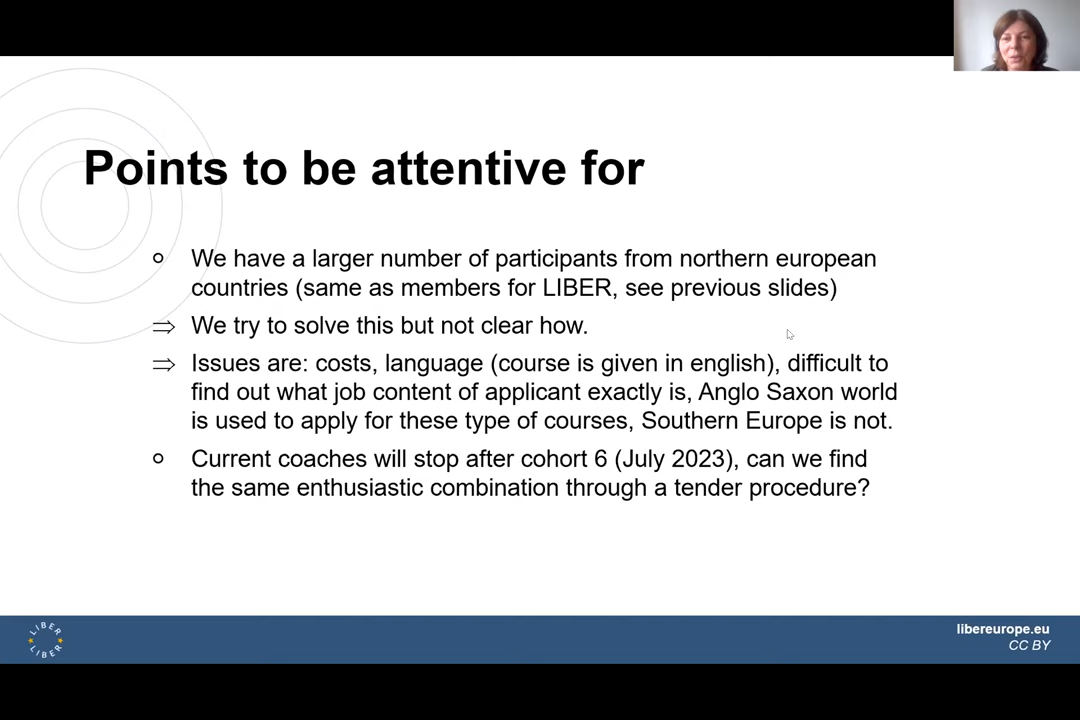 Points to be attentive for
We have a larger number of participants from northern european
countries (same as members for LIBER, see previous slides)
We try to solve this but not clear how.
Issues are: costs, language (course is given in english), difficult to
find out what job content of applicant exactly is, Anglo Saxon world
is used to apply for these type of courses, Southern Europe is not.
Current coaches will stop after cohort 6 (July 2023), can we find
the same enthusiastic combination through a tender procedure?
LIBER
LIBER
libereurope.eu
CC BY